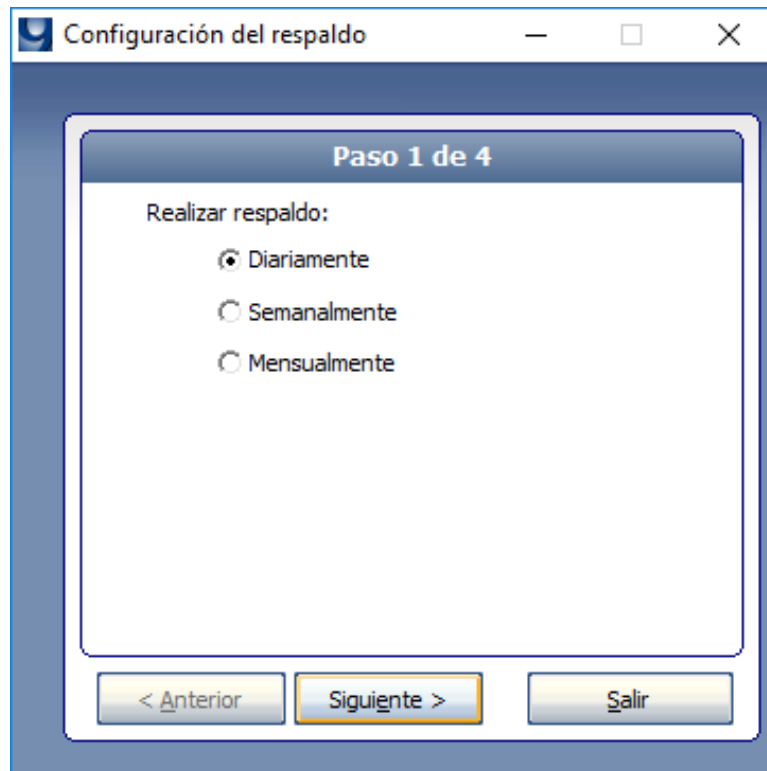 Configuración del respaldo
Paso 1 de 4
Realizar respaldo:
Diariamente
Semanalmente
Mensualmente
< Anterior Siguiente > Salir